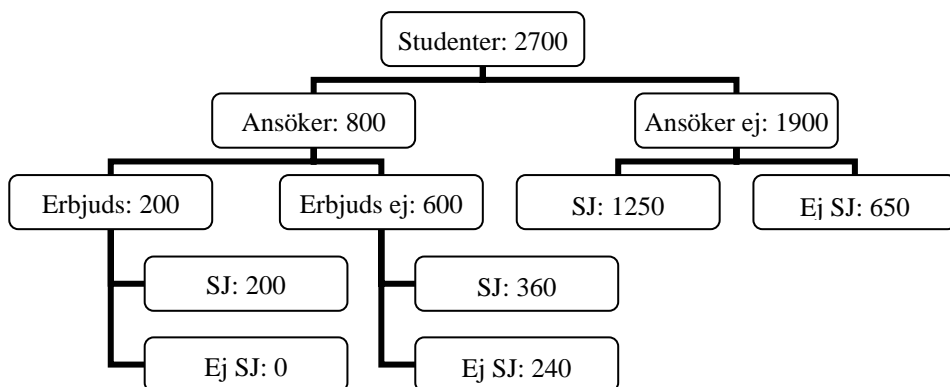 Studenter: 2700
Ansöker: 800
Ansöker ej: 1900
Erbjuds: 200
Erbjuds ej: 600
SJ: 1250
Ej SJ: 650
SJ: 200
SJ: 360
Ej SJ: 0
Ej SJ: 240